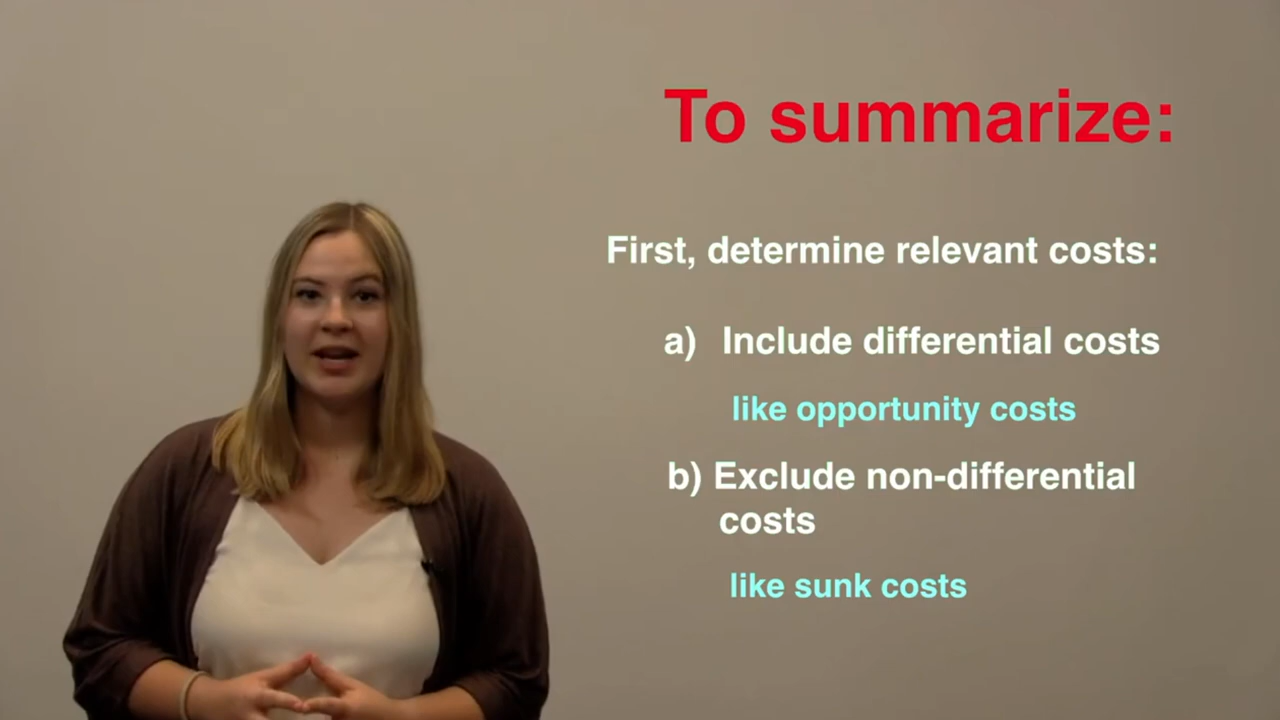 To summarize:
First, determine relevant costs:
a) Include differential costs
like opportunity costs
b) Exclude non-differential
costs
like sunk costs